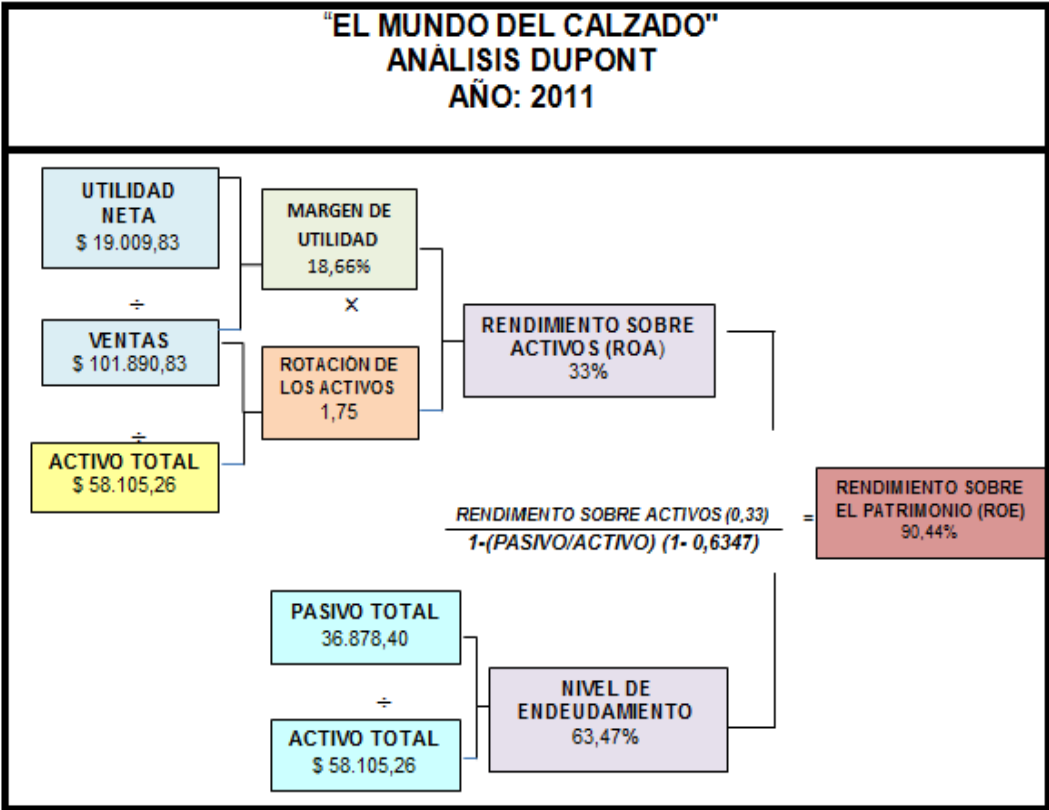 “EL MUNDO DEL CALZADO"
ANÁLISIS DUPONT
AÑO: 2011
UTILIDAD
NETA
$ 19.009,83
÷
VENTAS
$ 101.890,83
÷
ACTIVO TOTAL
$ 58.105,26
MARGEN DE
UTILIDAD
18,66%
×
ROTACIÓN DE
LOS ACTIVOS
1,75
RENDIMIENTO SOBRE
ACTIVOS (ROA)
33%
RENDIMENTO SOBRE ACTIVOS (0,33)
1-(PASIVO/ACTIVO) (1- 0,6347)
=
RENDIMIENTO SOBRE
EL PATRIMONIO (ROE)
90,44%
PASIVO TOTAL
36.878,40
÷
ACTIVO TOTAL
$ 58.105,26
NIVEL DE
ENDEUDAMIENTO
63,47%